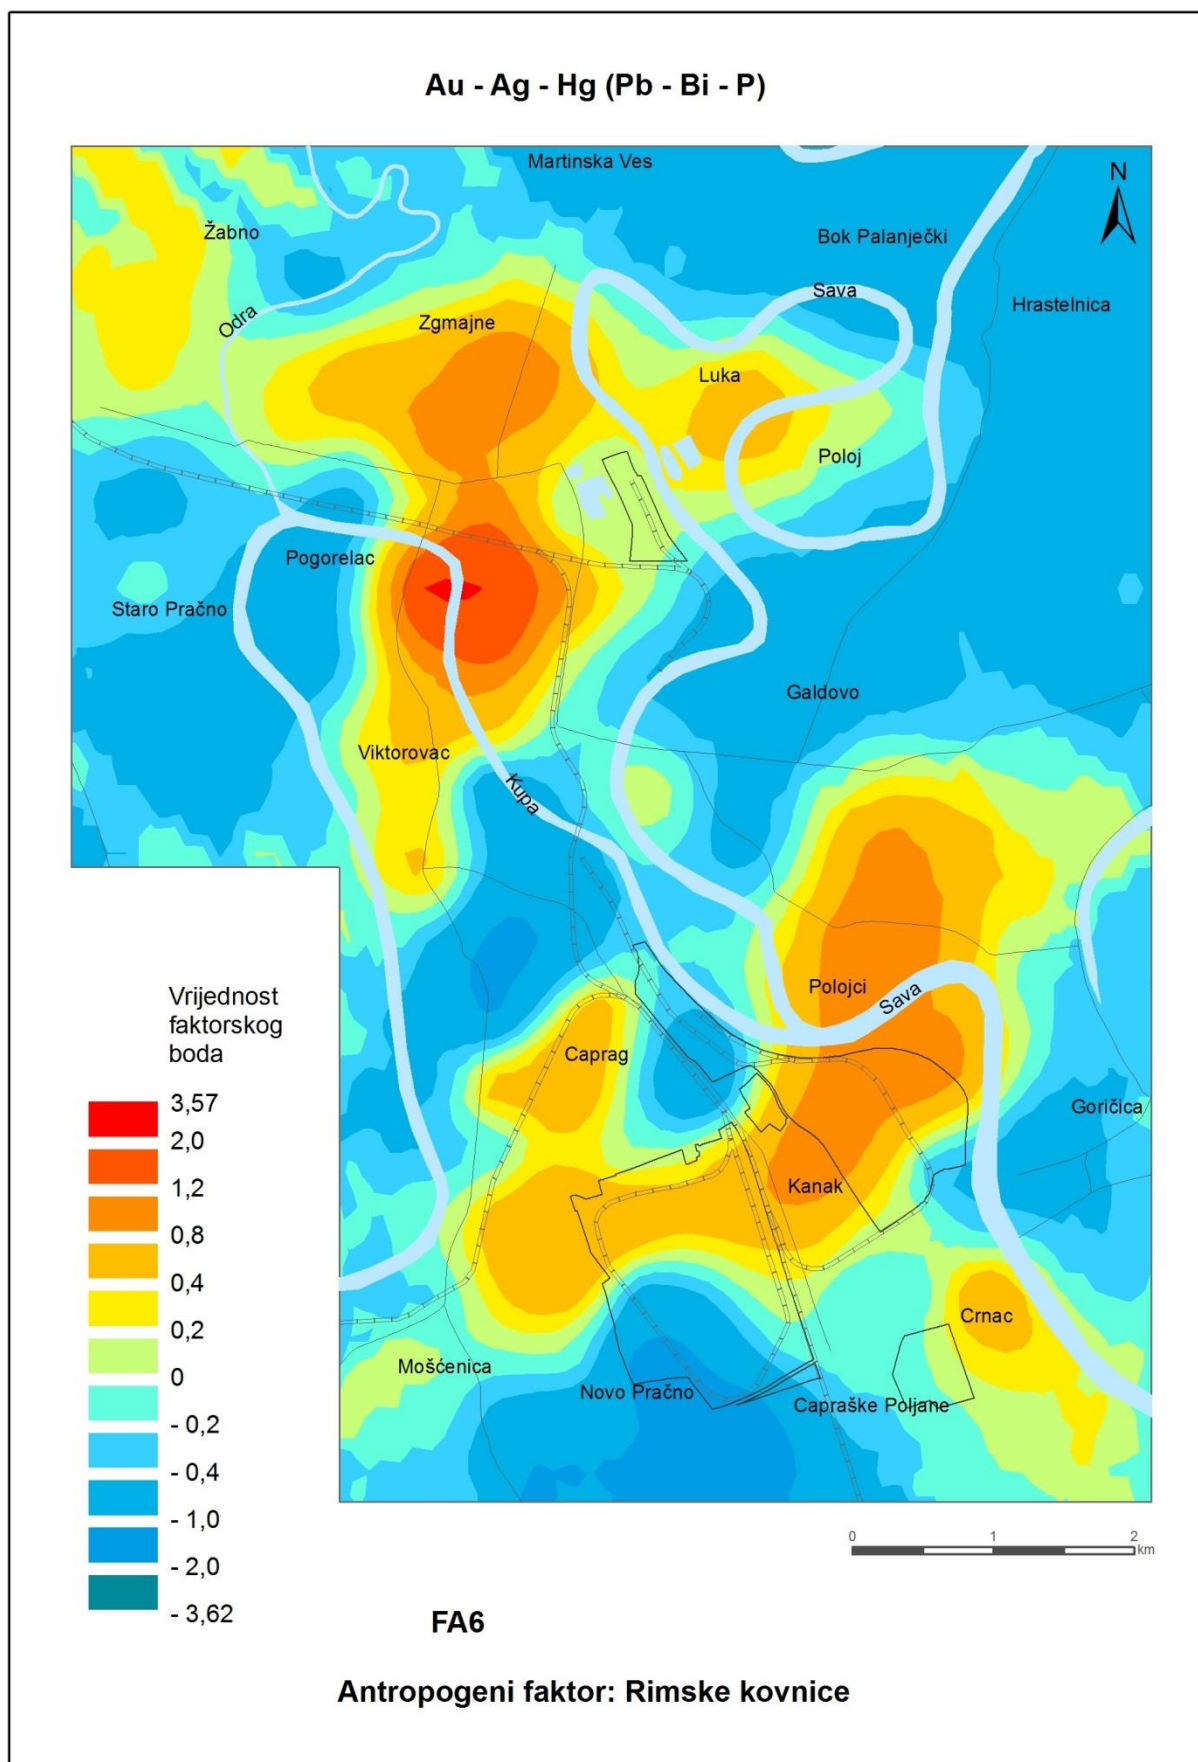 Au - Ag - Hg (Pb - Bi - P)
Martinska Ves
N
Žabno
Bok Palanječki
Sava
Hrastelnica
Odra
Zgmajne
Luka
Poloj
Pogorelac
Staro Pračno
Galdovo
Viktorovac
Kupa
Polojci
Sava
Caprag
Goričica
Kanak
Crnac
Mošćenica
Novo Pračno
Capraške Poljane
Vrijednost
faktorskog
boda
3,57
2,0
1,2
0,8
0,4
0,2
0
- 0,2
- 0,4
- 1,0
- 2,0
- 3,62
0 1 2
km
FA6
Antropogeni faktor: Rimske kovnice